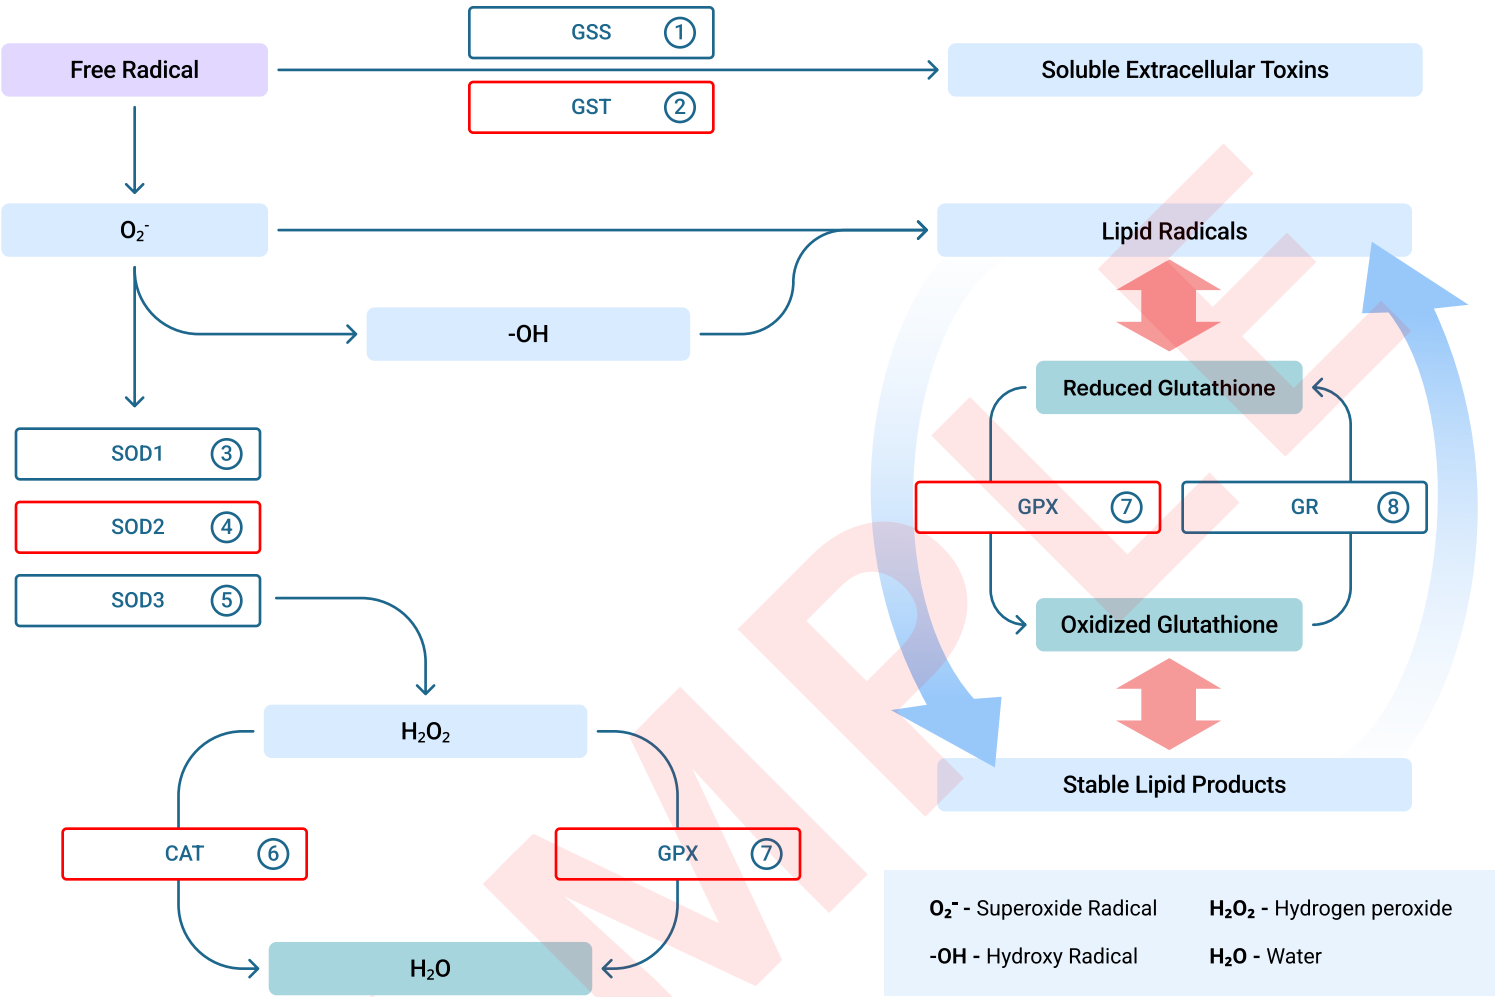 GSS 1
Free Radical
Soluble Extracellular Toxins
GST 2
O₂⁻
Lipid Radicals
-OH
Reduced Glutathione
SOD1 3
SOD2 4
SOD3 5
GPX 7
GR 8
Oxidized Glutathione
H₂O₂
Stable Lipid Products
CAT 6
GPX 7
H₂O
O₂⁻ - Superoxide Radical
H₂O₂ - Hydrogen peroxide
-OH - Hydroxy Radical
H₂O - Water
MPLE